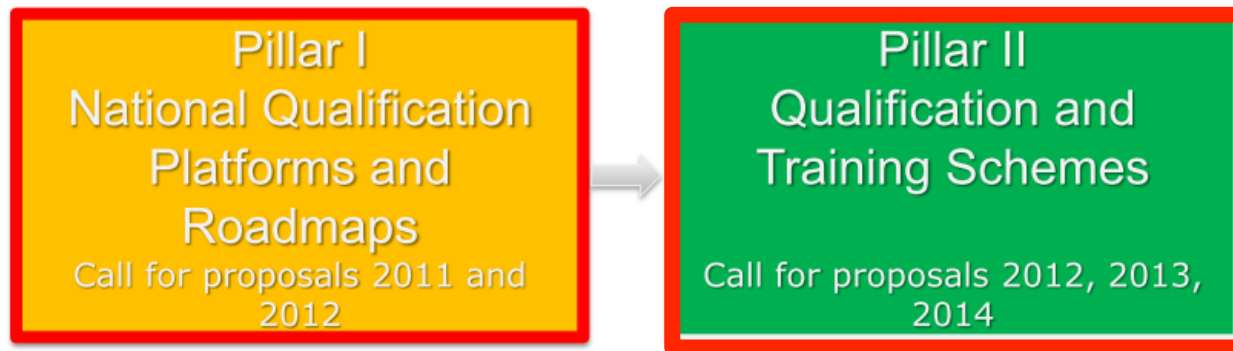 Pillar I
National Qualification
Platforms and
Roadmaps
Call for proposals 2011 and
2012
Pillar II
Qualification and
Training Schemes
Call for proposals 2012, 2013,
2014